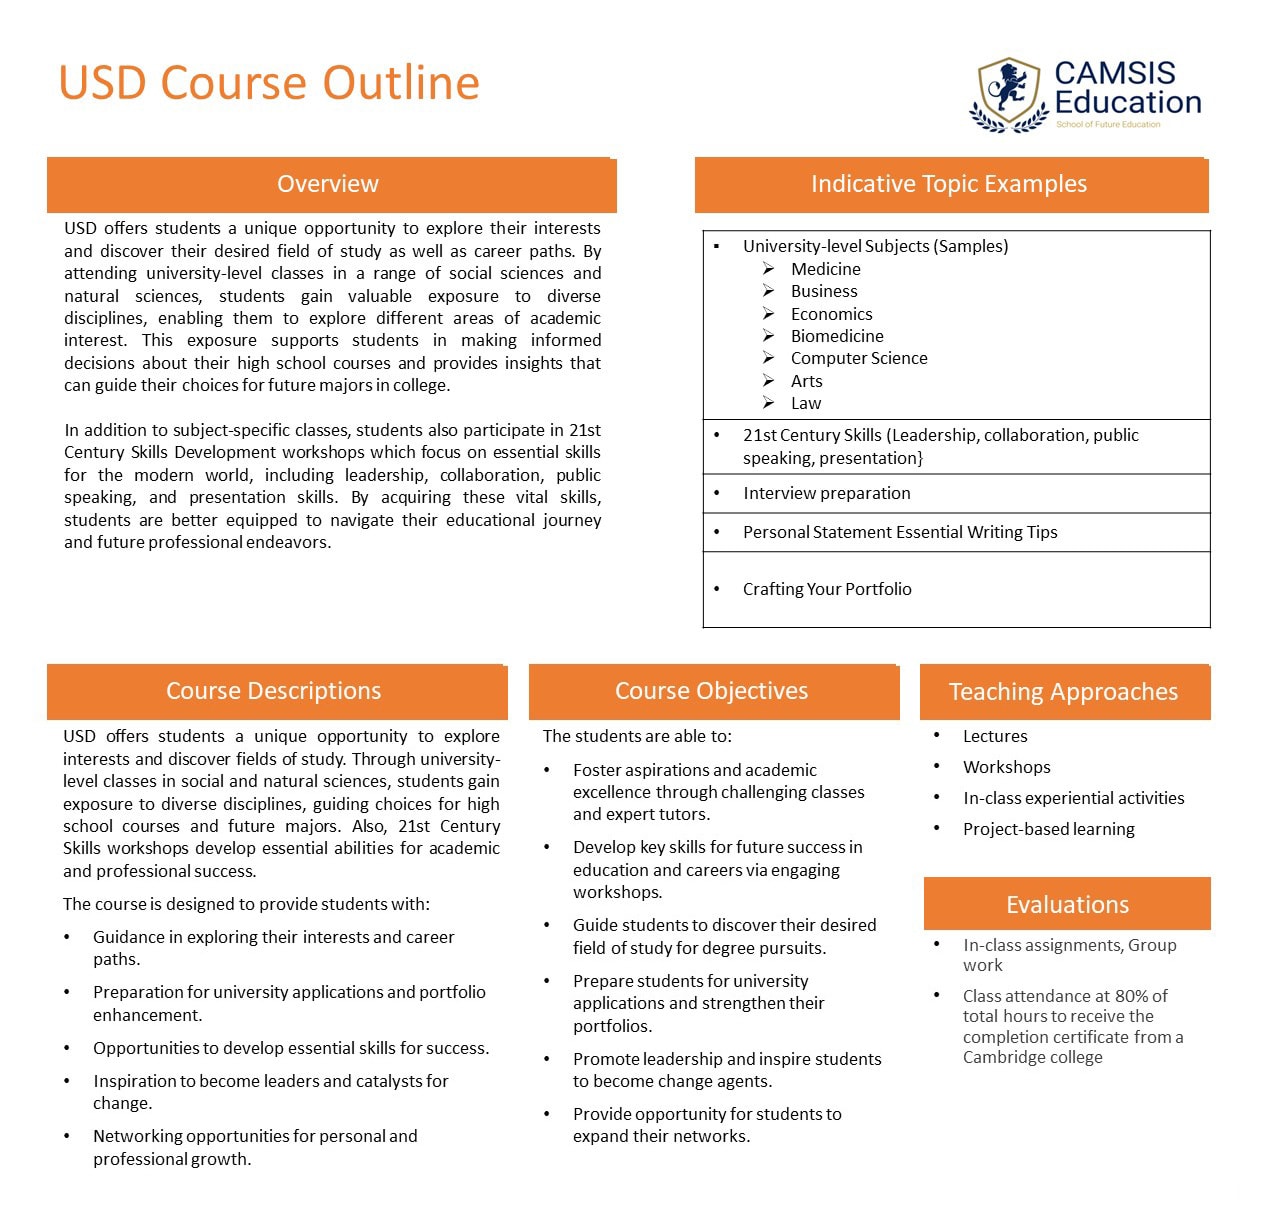 USD Course Outline
CAMSIS
Education
School of Future Education
Overview
USD offers students a unique opportunity to explore their interests
and discover their desired field of study as well as career paths. By
attending university-level classes in a range of social sciences and
natural sciences, students gain valuable exposure to diverse
disciplines, enabling them to explore different areas of academic
interest. This exposure supports students in making informed
decisions about their high school courses and provides insights that
can guide their choices for future majors in college.
In addition to subject-specific classes, students also participate in 21st
Century Skills Development workshops which focus on essential skills
for the modern world, including leadership, collaboration, public
speaking, and presentation skills. By acquiring these vital skills,
students are better equipped to navigate their educational journey
and future professional endeavors.
Indicative Topic Examples
▪ University-level Subjects (Samples)
➢ Medicine
➢ Business
➢ Economics
➢ Biomedicine
➢ Computer Science
➢ Arts
➢ Law
• 21st Century Skills (Leadership, collaboration, public
speaking, presentation}
• Interview preparation
• Personal Statement Essential Writing Tips
• Crafting Your Portfolio
Course Descriptions
USD offers students a unique opportunity to explore
interests and discover fields of study. Through university-
level classes in social and natural sciences, students gain
exposure to diverse disciplines, guiding choices for high
school courses and future majors. Also, 21st Century
Skills workshops develop essential abilities for academic
and professional success.
The course is designed to provide students with:
• Guidance in exploring their interests and career
paths.
• Preparation for university applications and portfolio
enhancement.
• Opportunities to develop essential skills for success.
• Inspiration to become leaders and catalysts for
change.
• Networking opportunities for personal and
professional growth.
Course Objectives
The students are able to:
• Foster aspirations and academic
excellence through challenging classes
and expert tutors.
• Develop key skills for future success in
education and careers via engaging
workshops.
• Guide students to discover their desired
field of study for degree pursuits.
• Prepare students for university
applications and strengthen their
portfolios.
• Promote leadership and inspire students
to become change agents.
• Provide opportunity for students to
expand their networks.
Teaching Approaches
• Lectures
• Workshops
• In-class experiential activities
• Project-based learning
Evaluations
• In-class assignments, Group
work
• Class attendance at 80% of
total hours to receive the
completion certificate from a
Cambridge college